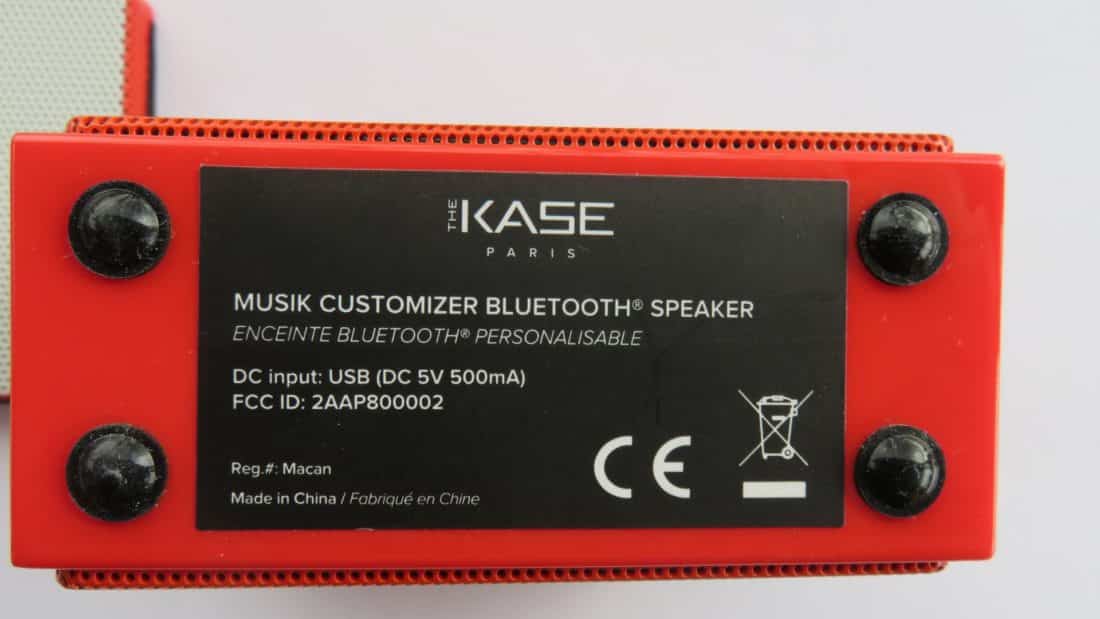 THE KASE
PARIS
MUSIK CUSTOMIZER BLUETOOTH® SPEAKER
ENCEINTE BLUETOOTH® PERSONALISABLE
DC input: USB (DC 5V 500mA)
FCC ID: 2AAP800002
Reg.#: Macan
Made in China / Fabriqué en Chine
CE